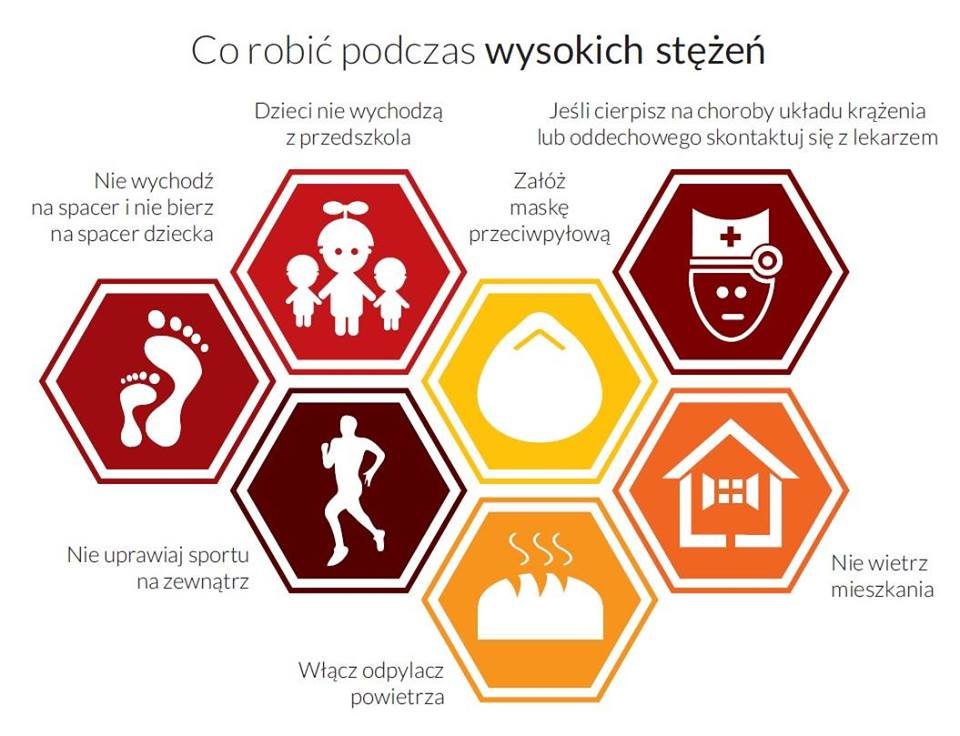 Co robić podczas wysokich stężeń
Dzieci nie wychodzą
z przedszkola
Jeśli cierpisz na choroby układu krążenia
lub oddechowego skontaktuj się z lekarzem
Nie wychodź
na spacer i nie bierz
na spacer dziecka
Załóż
maskę
przeciwpyłową
Nie uprawiaj sportu
na zewnątrz
Nie wietrz
mieszkania
Włącz odpylacz
powietrza